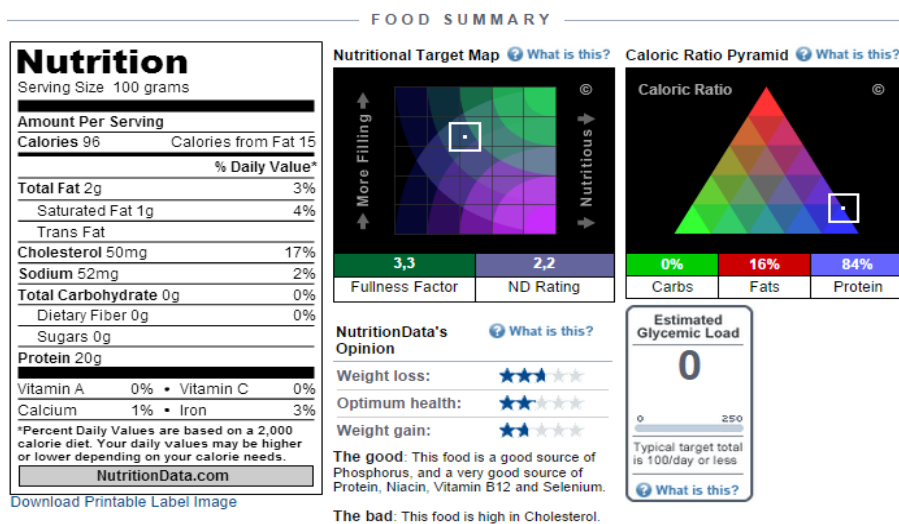 FOOD SUMMARY
Nutrition
Serving Size 100 grams
Amount Per Serving
Calories 96 Calories from Fat 15
% Daily Value*
Total Fat 2g 3%
Saturated Fat 1g 4%
Trans Fat
Cholesterol 50mg 17%
Sodium 52mg 2%
Total Carbohydrate 0g 0%
Dietary Fiber 0g 0%
Sugars 0g
Protein 20g
Vitamin A 0% • Vitamin C 0%
Calcium 1% • Iron 3%
*Percent Daily Values are based on a 2,000
calorie diet. Your daily values may be higher
or lower depending on your calorie needs.
NutritionData.com
Download Printable Label Image
Nutritional Target Map ? What is this?
©
More Filling
Nutritious
3,3 2,2
Fullness Factor ND Rating
Caloric Ratio Pyramid ? What is this?
Caloric Ratio ©
0% 16% 84%
Carbs Fats Protein
NutritionData's
Opinion
? What is this?
Weight loss:
Optimum health:
Weight gain:
The good: This food is a good source of
Phosphorus, and a very good source of
Protein, Niacin, Vitamin B12 and Selenium.
The bad: This food is high in Cholesterol.
Estimated
Glycemic Load
0
0 250
Typical target total
is 100/day or less
? What is this?